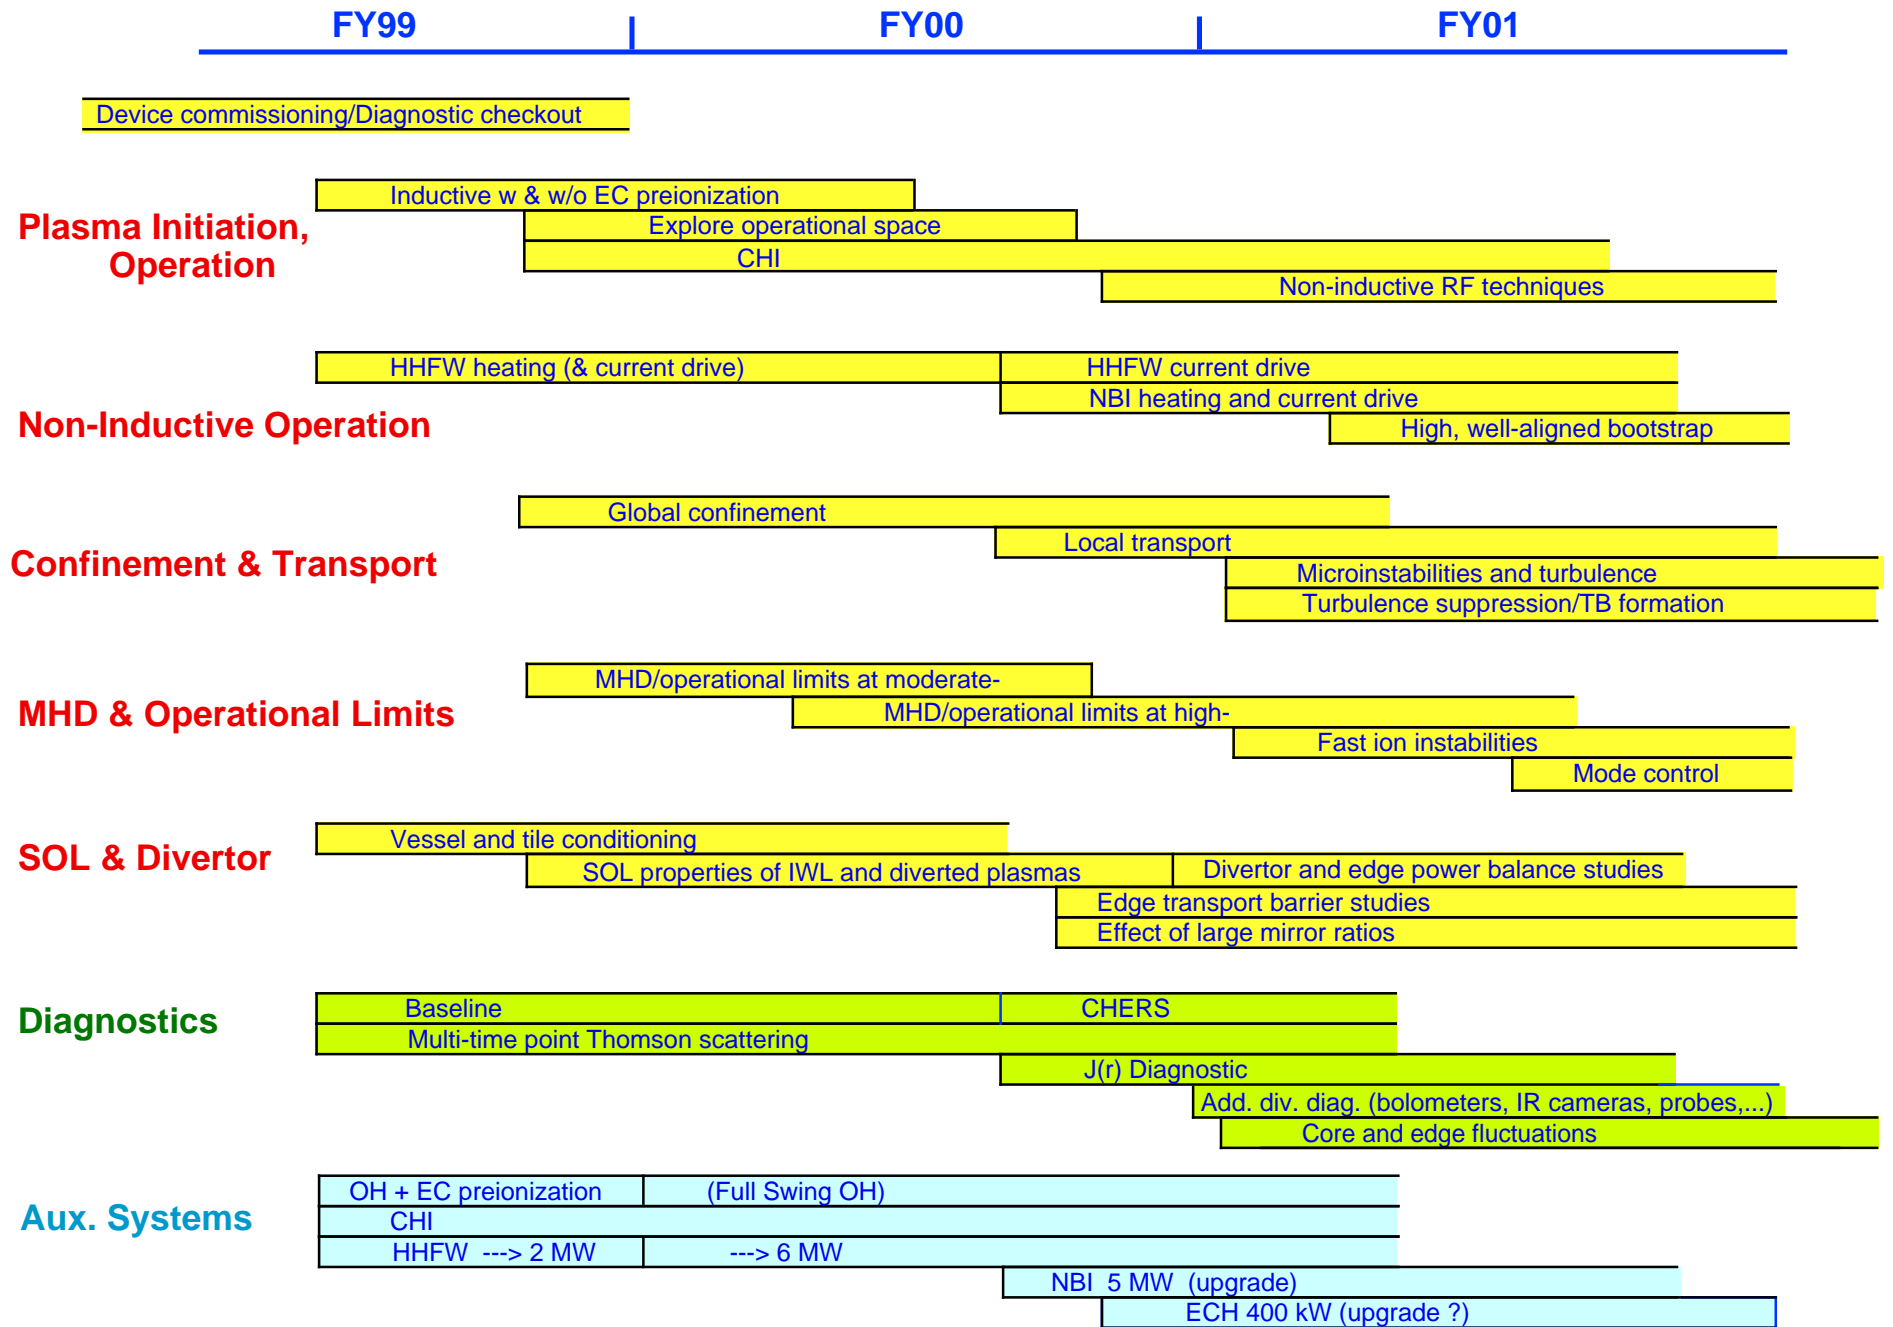 FY99 | FY00 | FY01
Device commissioning/Diagnostic checkout
Plasma Initiation,
Operation
Inductive w & w/o EC preionization
Explore operational space
CHI
Non-inductive RF techniques
Non-Inductive Operation
HHFW heating (& current drive)
HHFW current drive
NBI heating and current drive
High, well-aligned bootstrap
Confinement & Transport
Global confinement
Local transport
Microinstabilities and turbulence
Turbulence suppression/TB formation
MHD & Operational Limits
MHD/operational limits at moderate-
MHD/operational limits at high-
Fast ion instabilities
Mode control
SOL & Divertor
Vessel and tile conditioning
SOL properties of IWL and diverted plasmas
Divertor and edge power balance studies
Edge transport barrier studies
Effect of large mirror ratios
Diagnostics
Baseline
CHERS
Multi-time point Thomson scattering
J(r) Diagnostic
Add. div. diag. (bolometers, IR cameras, probes,...)
Core and edge fluctuations
Aux. Systems
OH + EC preionization
(Full Swing OH)
CHI
HHFW ---> 2 MW
---> 6 MW
NBI 5 MW (upgrade)
ECH 400 kW (upgrade ?)